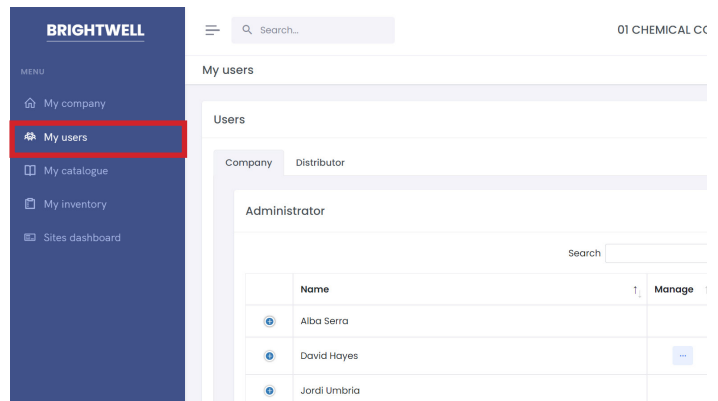 BRIGHTWELL
Search...
01 CHEMICAL CO
MENU
My users
My company
My users
My catalogue
My inventory
Sites dashboard
Users
Company Distributor
Administrator
Search
Name Manage
Alba Serra
David Hayes
...
Jordi Umbria